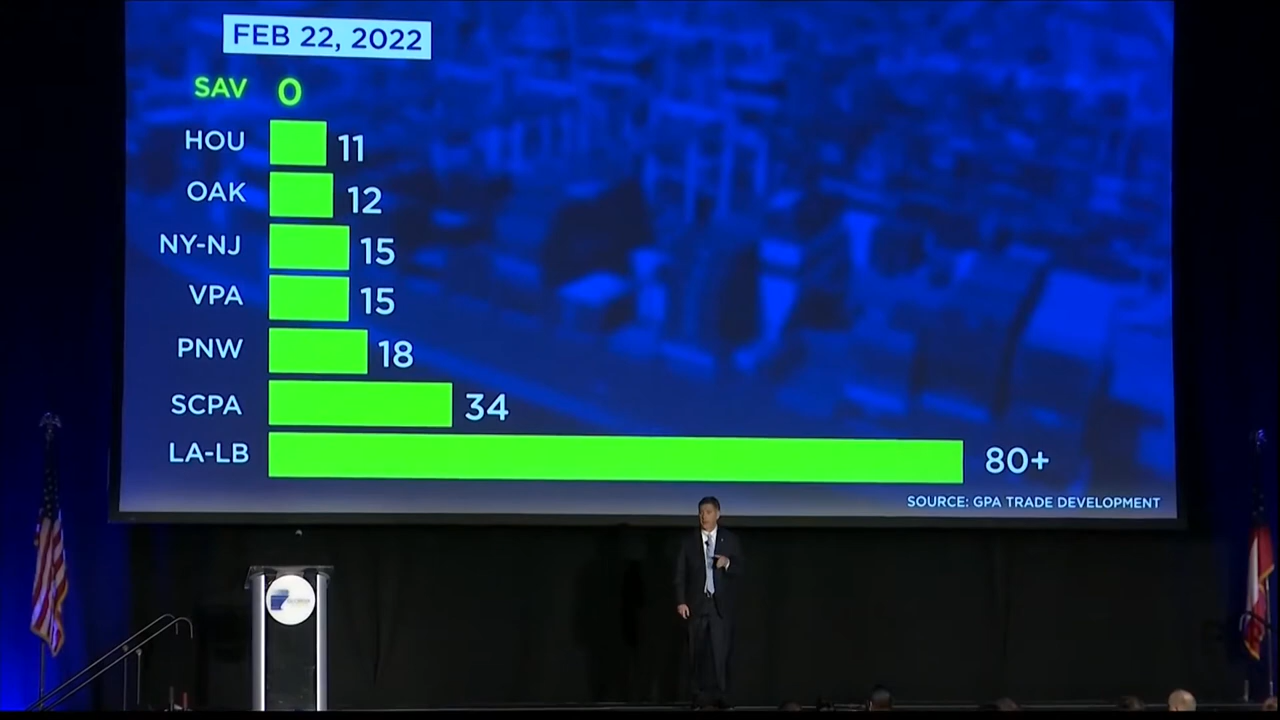 FEB 22, 2022
SAV 0
HOU 11
OAK 12
NY-NJ 15
VPA 15
PNW 18
SCPA 34
LA-LB 80+
SOURCE: GPA TRADE DEVELOPMENT